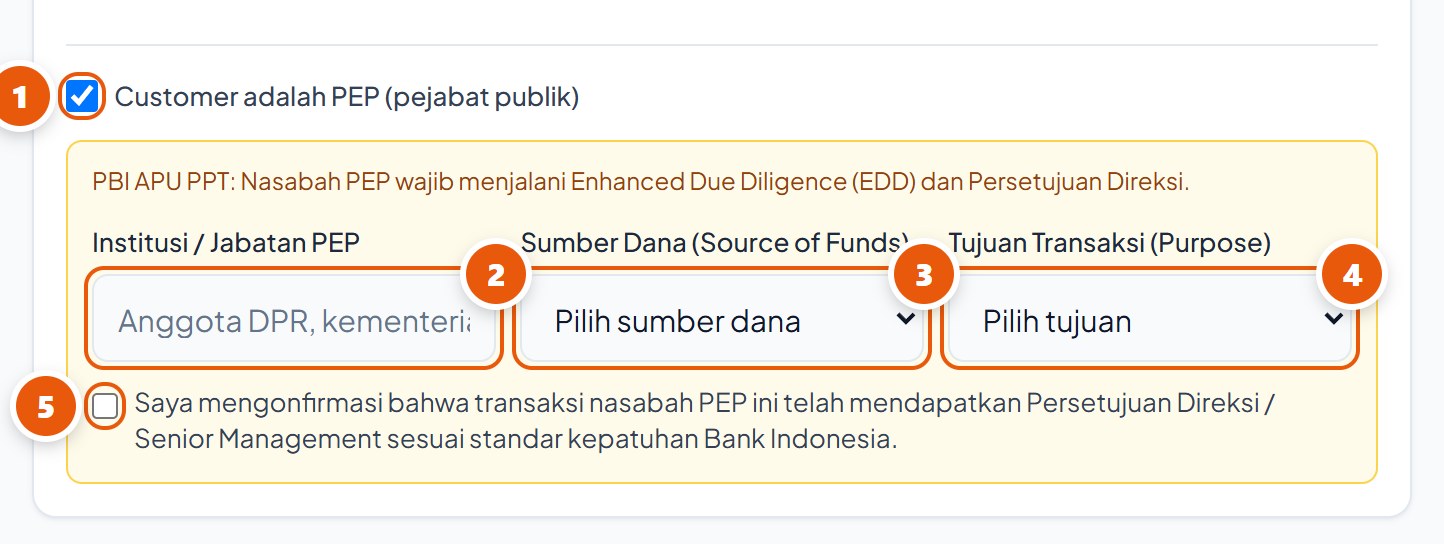 1
Customer adalah PEP (pejabat publik)
PBI APU PPT: Nasabah PEP wajib menjalani Enhanced Due Diligence (EDD) dan Persetujuan Direksi.
Institusi / Jabatan PEP
Sumber Dana (Source of Funds)
Tujuan Transaksi (Purpose)
2
3
4
Anggota DPR, kementeria
Pilih sumber dana
Pilih tujuan
5
Saya mengonfirmasi bahwa transaksi nasabah PEP ini telah mendapatkan Persetujuan Direksi /
Senior Management sesuai standar kepatuhan Bank Indonesia.